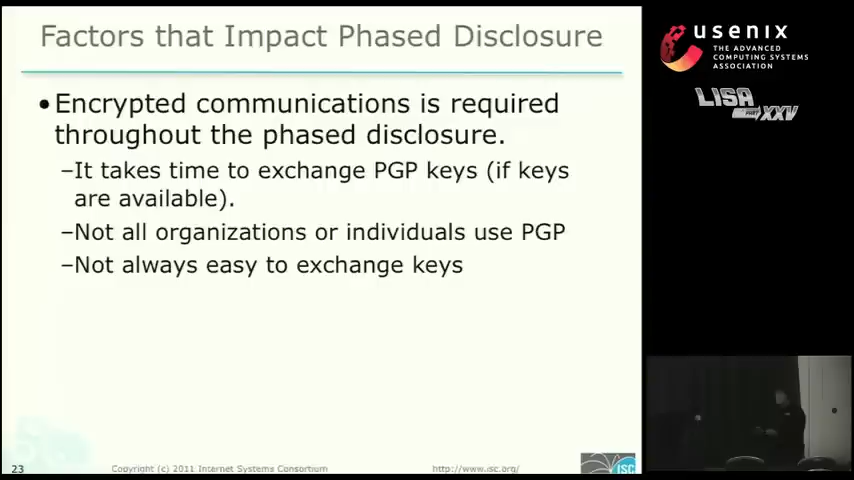 Factors that Impact Phased Disclosure
•Encrypted communications is required
throughout the phased disclosure.
–It takes time to exchange PGP keys (if keys
are available).
–Not all organizations or individuals use PGP
–Not always easy to exchange keys
23
Copyright (c) 2011 Internet Systems Consortium
http://www.isc.org/
ISC
usenix
THE ADVANCED
COMPUTING SYSTEMS
ASSOCIATION
LISA
XXV